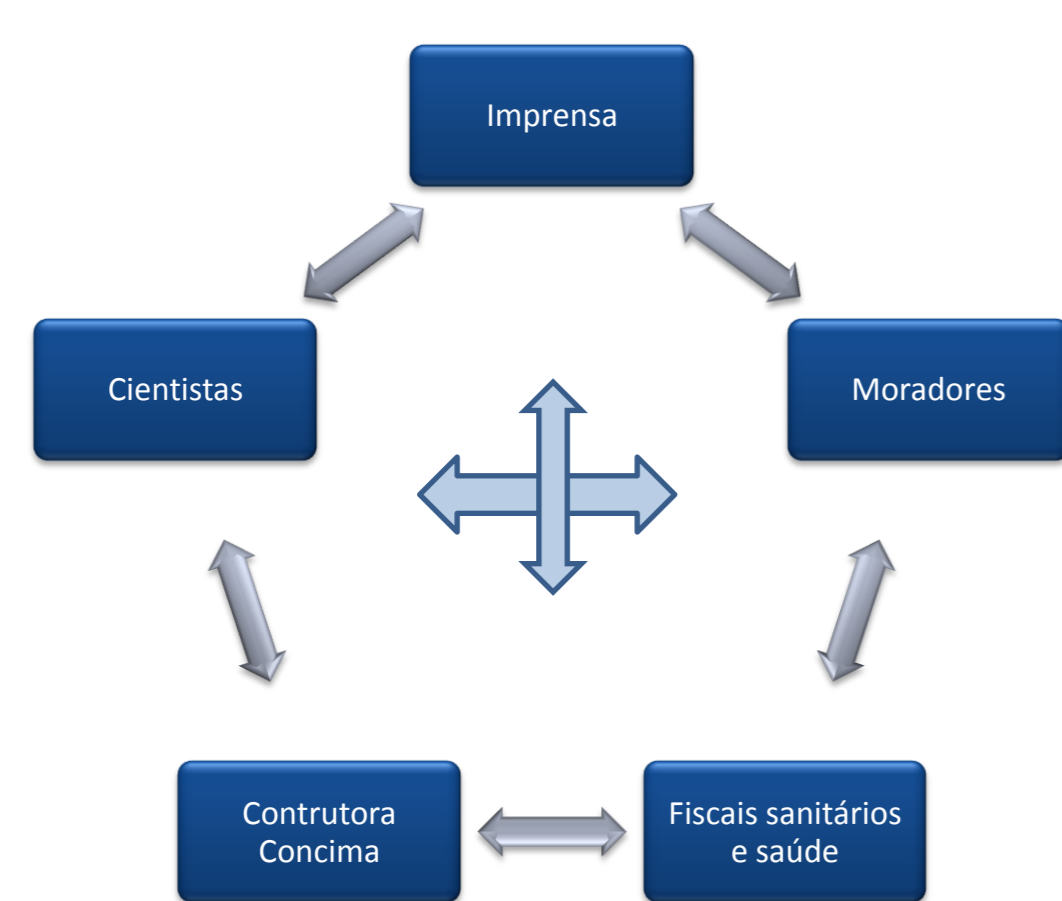 Imprensa
Cientistas
Moradores
Contrutora
Concima
Fiscais sanitários
e saúde